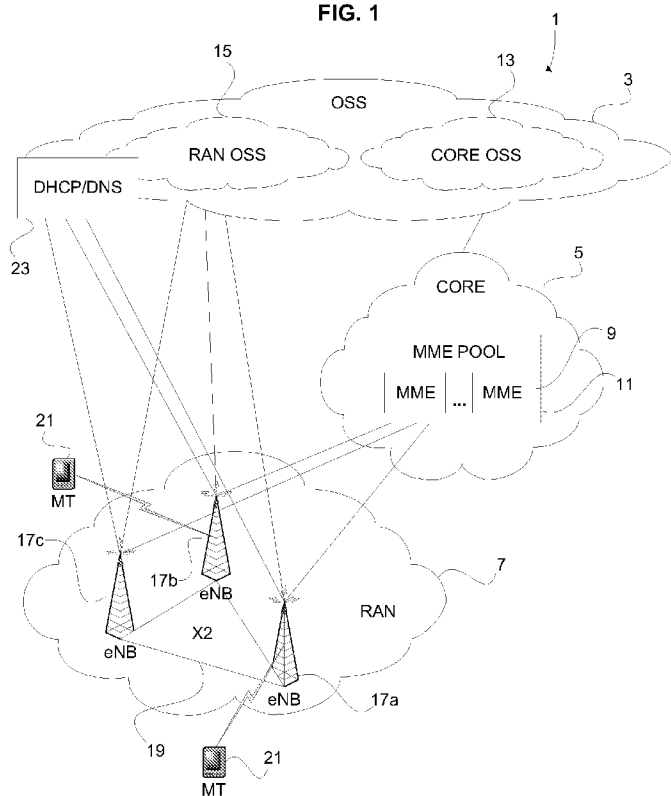 FIG. 1
1
15
13
OSS
3
RAN OSS
CORE OSS
DHCP/DNS
23
5
CORE
9
MME POOL
MME ... MME
11
21
MT
17c
17b
7
eNB
RAN
X2
eNB
eNB
17a
19
21
MT